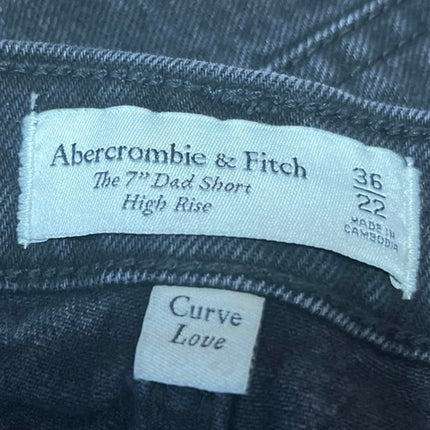 Abercrombie & Fitch
The 7" Dad Short
High Rise
36
22
MADE IN
CAMBODIA
Curve
Love